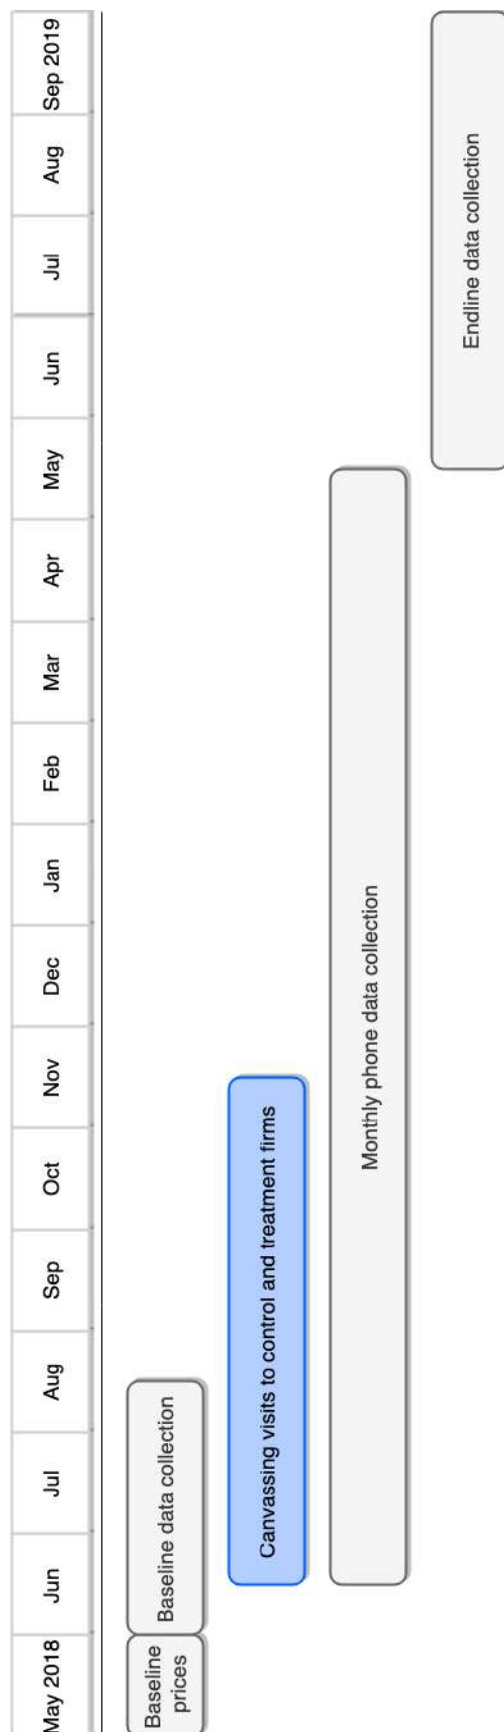 May 2018
Jun
Jul
Aug
Sep
Oct
Nov
Dec
Jan
Feb
Mar
Apr
May
Jun
Jul
Aug
Sep 2019
Baseline
prices
Baseline data collection
Canvassing visits to control and treatment firms
Monthly phone data collection
Endline data collection